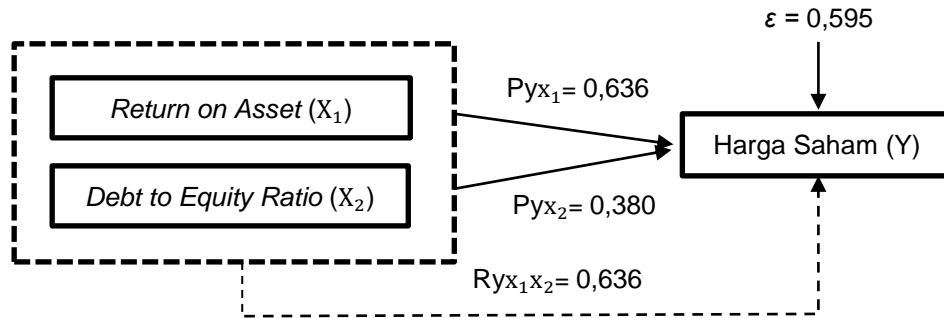 ε = 0,595
Return on Asset (X₁)
Pyx₁= 0,636
Harga Saham (Y)
Debt to Equity Ratio (X₂)
Pyx₂= 0,380
Ryx₁x₂= 0,636